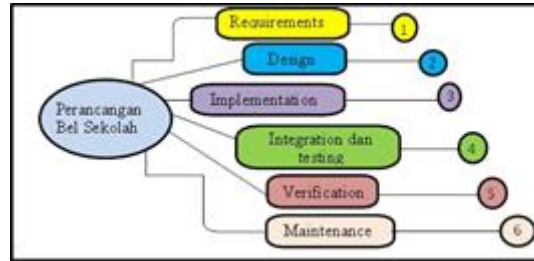 Requirements
1
Design
2
Implementation
3
Perancangan
Bel Sekolah
Integration dan
testing
4
Verification
5
Maintenance
6